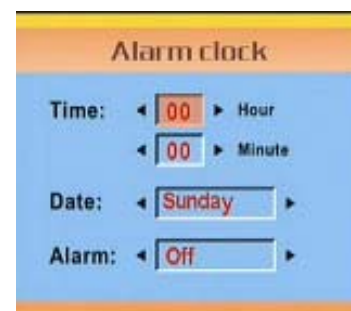 Alarm clock
Time: 00 Hour
00 Minute
Date: Sunday
Alarm: Off